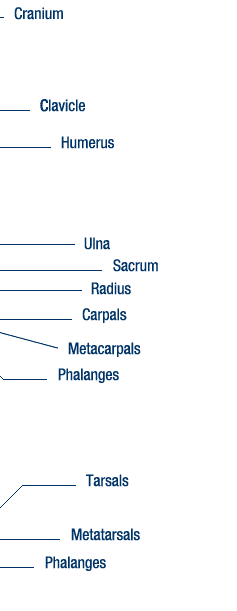 Cranium
Clavicle
Humerus
Ulna
Sacrum
Radius
Carpals
Metacarpals
Phalanges
Tarsals
Metatarsals
Phalanges